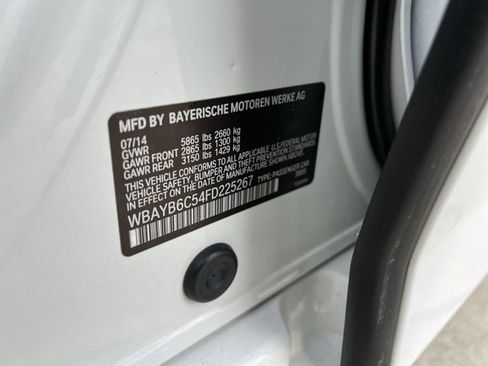 MFD BY BAYERISCHE MOTOREN WERKE AG
07/14
GVWR 5865 lbs 2660 kg
GAWR FRONT 2865 lbs 1300 kg
GAWR REAR 3150 lbs 1429 kg
THIS VEHICLE CONFORMS TO ALL APPLICABLE U.S. FEDERAL MOTOR
VEHICLE SAFETY, BUMPER AND THEFT PREVENTION STANDARDS
IN EFFECT ON THE DATE OF MANUFACTURE SHOWN ABOVE.
WBAYB6C54FD225267 TYPE: PASSENGER CAR